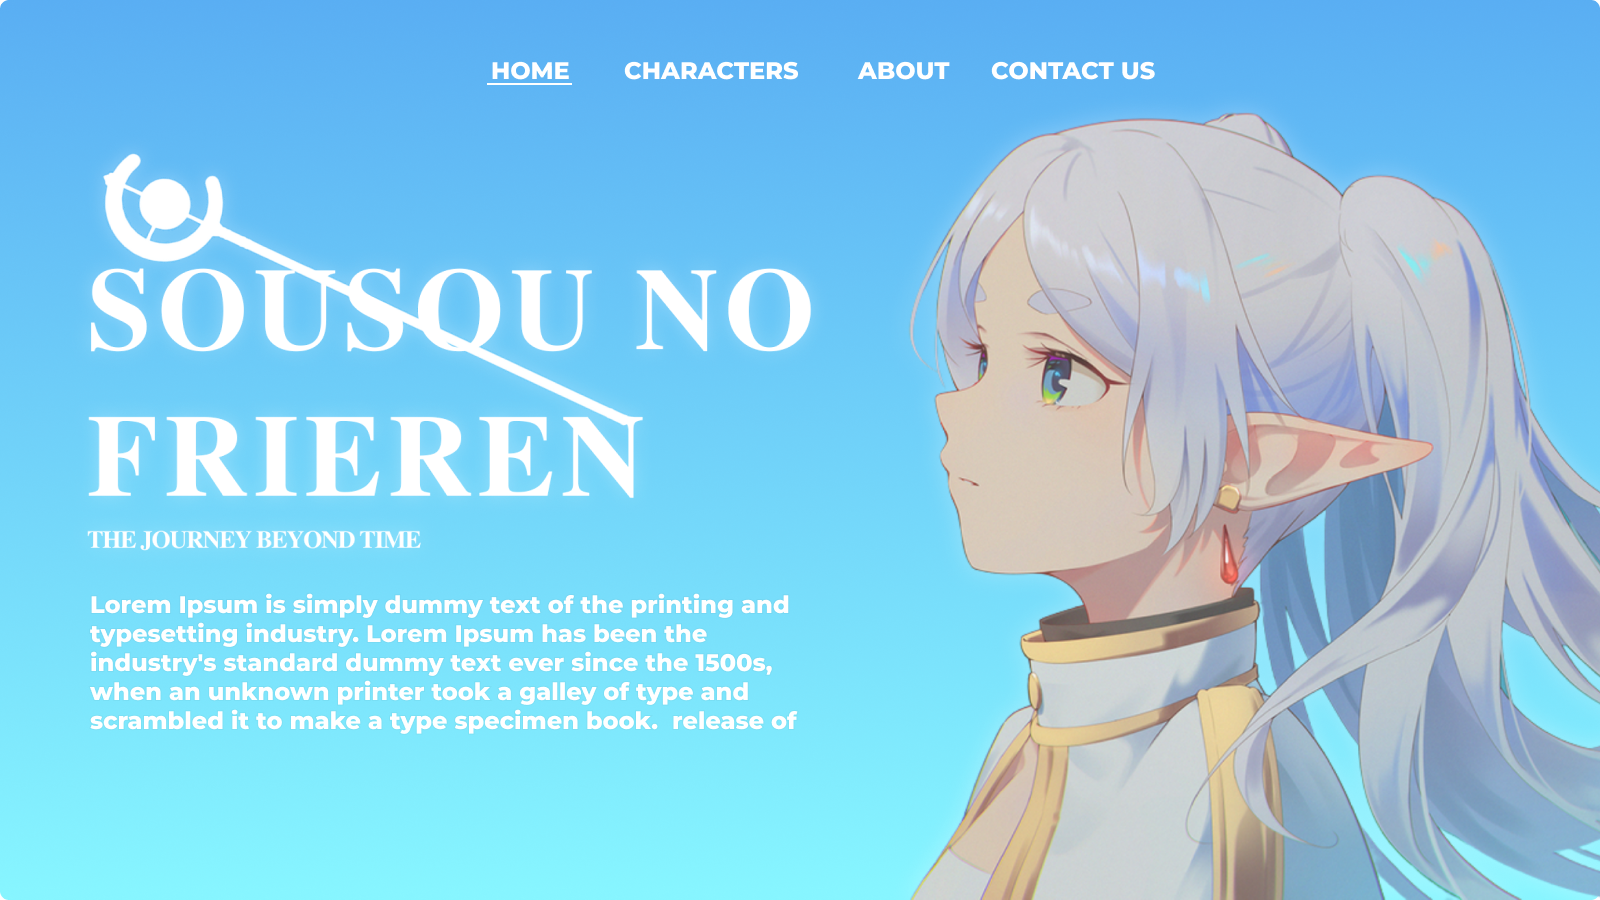 HOME CHARACTERS ABOUT CONTACT US
SOUSQU NO
FRIEREN
THE JOURNEY BEYOND TIME
Lorem Ipsum is simply dummy text of the printing and
typesetting industry. Lorem Ipsum has been the
industry's standard dummy text ever since the 1500s,
when an unknown printer took a galley of type and
scrambled it to make a type specimen book.  release of